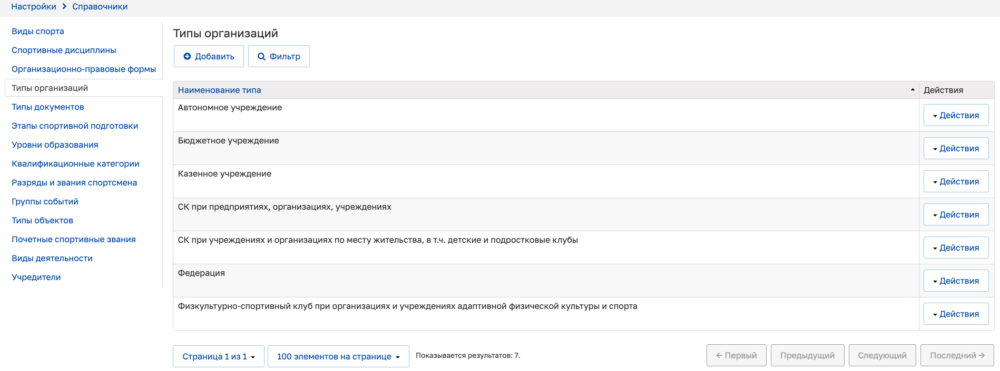 Настройки > Справочники
Виды спорта
Спортивные дисциплины
Организационно-правовые формы
Типы организаций
Типы документов
Этапы спортивной подготовки
Уровни образования
Квалификационные категории
Разряды и звания спортсмена
Группы событий
Типы объектов
Почетные спортивные звания
Виды деятельности
Учредители
Типы организаций
Добавить Фильтр
Наименование типа Действия
Автономное учреждение Действия
Бюджетное учреждение Действия
Казенное учреждение Действия
СК при предприятиях, организациях, учреждениях Действия
СК при учреждениях и организациях по месту жительства, в т.ч. детские и подростковые клубы Действия
Федерация Действия
Физкультурно-спортивный клуб при организациях и учреждениях адаптивной физической культуры и спорта Действия
Страница 1 из 1 100 элементов на странице Показывается результатов: 7. ← Первый Предыдущий Следующий Последний →